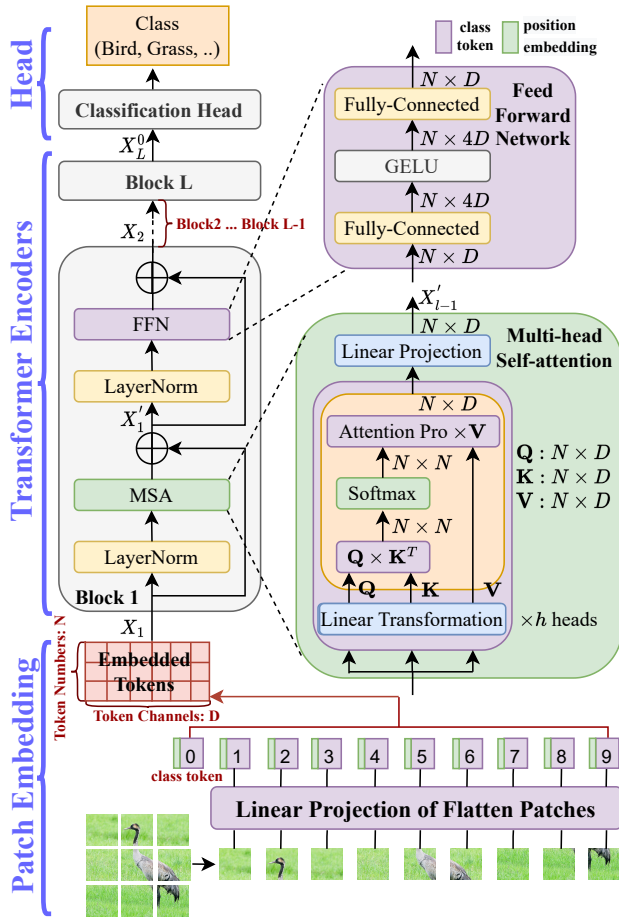 Head
Class
(Bird, Grass, ..)
Classification Head
X_L^0
Transformer Encoders
Block L
Block2 ... Block L-1
X_2
FFN
LayerNorm
X_1^'
MSA
LayerNorm
Block 1
X_1
Patch Embedding
Token Numbers: N
Embedded
Tokens
Token Channels: D
class token
0 1 2 3 4 5 6 7 8 9
Linear Projection of Flatten Patches
class
token
position
embedding
Feed
Forward
Network
N × D
Fully-Connected
N × 4D
GELU
N × 4D
Fully-Connected
N × D
X_{l-1}^'
N × D
Multi-head
Self-attention
Linear Projection
N × D
Attention Pro × V
N × N
Softmax
N × N
Q × K^T
Q K V
Linear Transformation
× h heads
Q : N × D
K : N × D
V : N × D